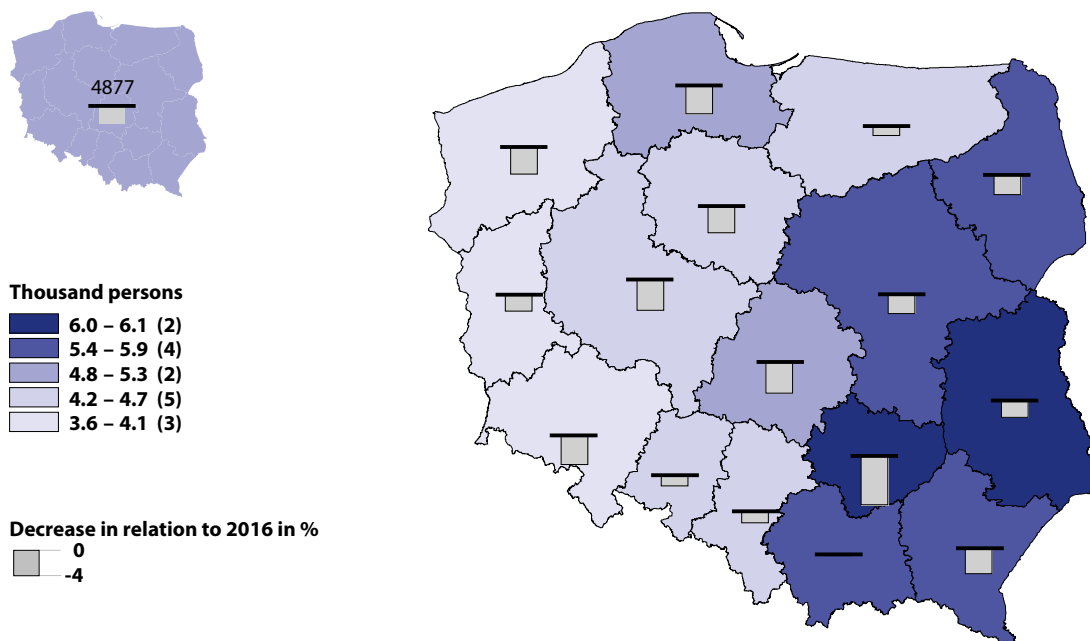 4877
Thousand persons
6.0 – 6.1 (2)
5.4 – 5.9 (4)
4.8 – 5.3 (2)
4.2 – 4.7 (5)
3.6 – 4.1 (3)
Decrease in relation to 2016 in %
0
-4